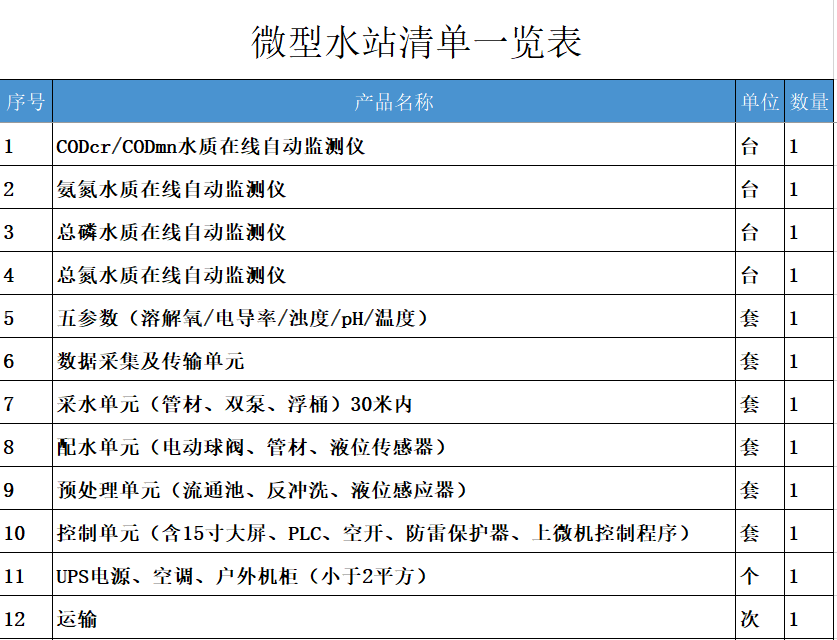 微型水站清单一览表
序号 产品名称 单位 数量
1 CODcr/CODmn水质在线自动监测仪 台 1
2 氨氮水质在线自动监测仪 台 1
3 总磷水质在线自动监测仪 台 1
4 总氮水质在线自动监测仪 台 1
5 五参数（溶解氧/电导率/浊度/pH/温度） 套 1
6 数据采集及传输单元 套 1
7 采水单元（管材、双泵、浮桶）30米内 套 1
8 配水单元（电动球阀、管材、液位传感器） 套 1
9 预处理单元（流通池、反冲洗、液位感应器） 套 1
10 控制单元（含15寸大屏、PLC、空开、防雷保护器、上微机控制程序） 套 1
11 UPS电源、空调、户外机柜（小于2平方） 个 1
12 运输 次 1